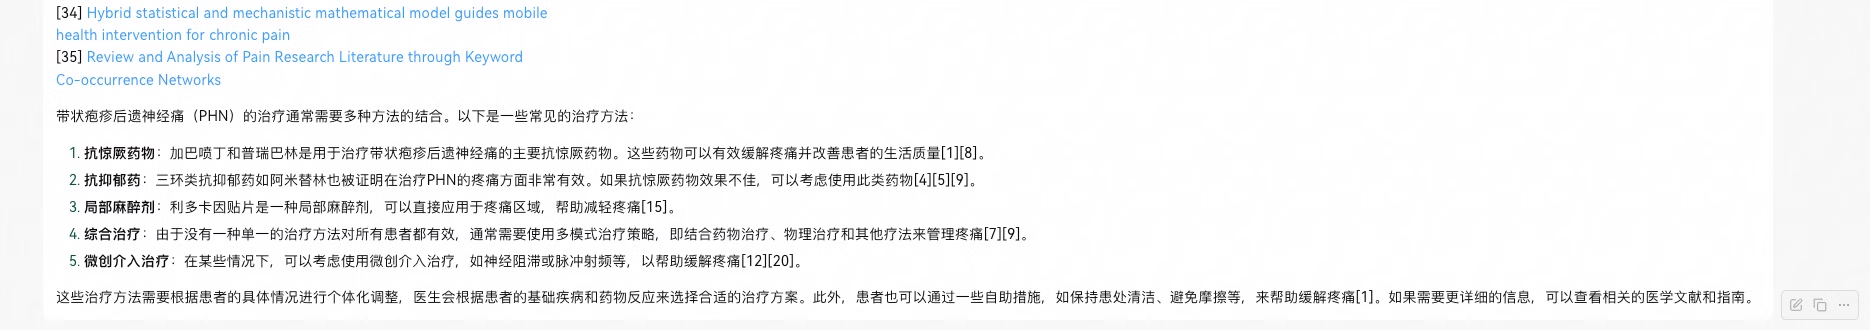 [34] Hybrid statistical and mechanistic mathematical model guides mobile
health intervention for chronic pain
[35] Review and Analysis of Pain Research Literature through Keyword
Co-occurrence Networks
带状疱疹后遗神经痛（PHN）的治疗通常需要多种方法的结合。以下是一些常见的治疗方法：
1. 抗惊厥药物：加巴喷丁和普瑞巴林是用于治疗带状疱疹后遗神经痛的主要抗惊厥药物。这些药物可以有效缓解疼痛并改善患者的生活质量[1][8]。
2. 抗抑郁药：三环类抗抑郁药如阿米替林也被证明在治疗PHN的疼痛方面非常有效。如果抗惊厥药物效果不佳，可以考虑使用此类药物[4][5][9]。
3. 局部麻醉剂：利多卡因贴片是一种局部麻醉剂，可以直接应用于疼痛区域，帮助减轻疼痛[15]。
4. 综合治疗：由于没有一种单一的治疗方法对所有患者都有效，通常需要使用多模式治疗策略，即结合药物治疗、物理治疗和其他疗法来管理疼痛[7][9]。
5. 微创介入治疗：在某些情况下，可以考虑使用微创介入治疗，如神经阻滞或脉冲射频等，以帮助缓解疼痛[12][20]。
这些治疗方法需要根据患者的具体情况进行个体化调整，医生会根据患者的基础疾病和药物反应来选择合适的治疗方案。此外，患者也可以通过一些自助措施，如保持患处清洁、避免摩擦等，来帮助缓解疼痛[1]。如果需要更详细的信息，可以查看相关的医学文献和指南。